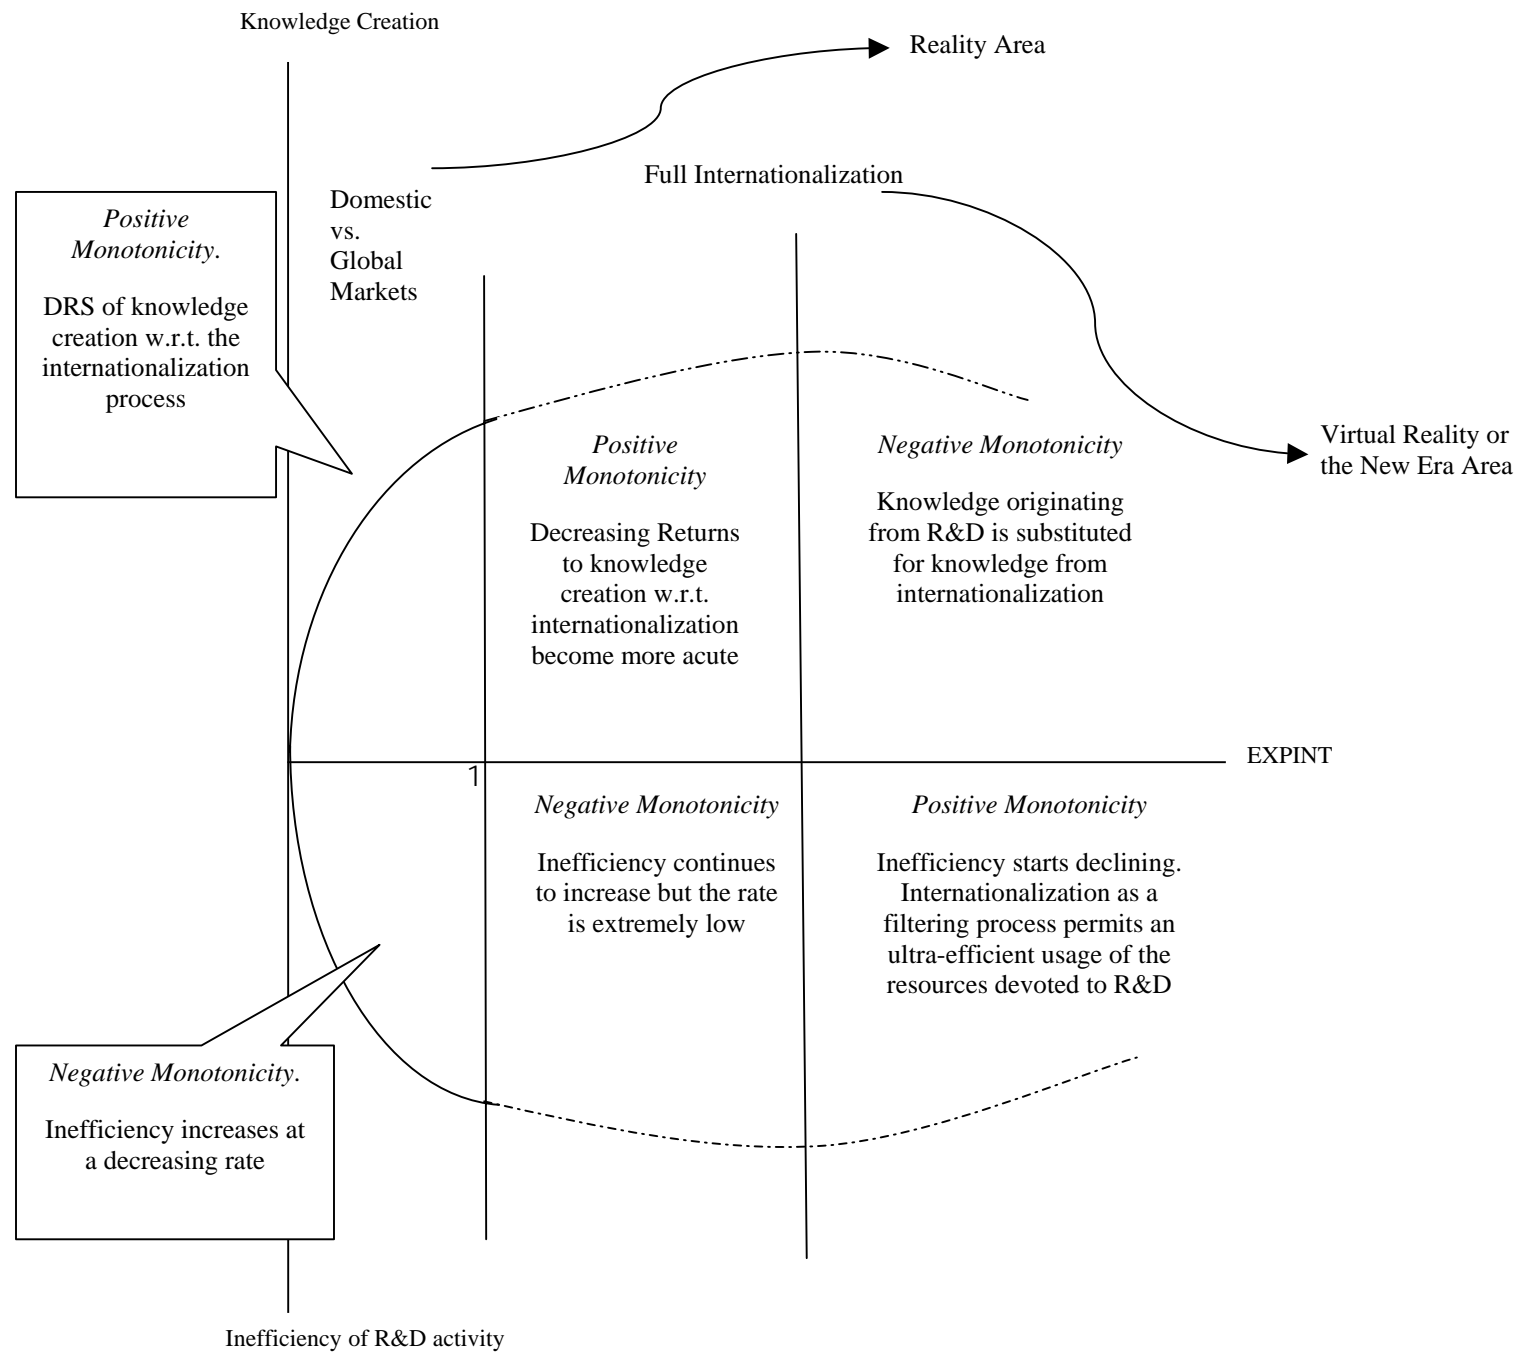 Knowledge Creation
Reality Area
Full Internationalization
Domestic
vs.
Global
Markets
Positive
Monotonicity.
DRS of knowledge
creation w.r.t. the
internationalization
process
Virtual Reality or
the New Era Area
Positive
Monotonicity
Decreasing Returns
to knowledge
creation w.r.t.
internationalization
become more acute
Negative Monotonicity
Knowledge originating
from R&D is substituted
for knowledge from
internationalization
EXPINT
1
Negative Monotonicity
Inefficiency continues
to increase but the rate
is extremely low
Positive Monotonicity
Inefficiency starts declining.
Internationalization as a
filtering process permits an
ultra-efficient usage of the
resources devoted to R&D
Negative Monotonicity.
Inefficiency increases at
a decreasing rate
Inefficiency of R&D activity